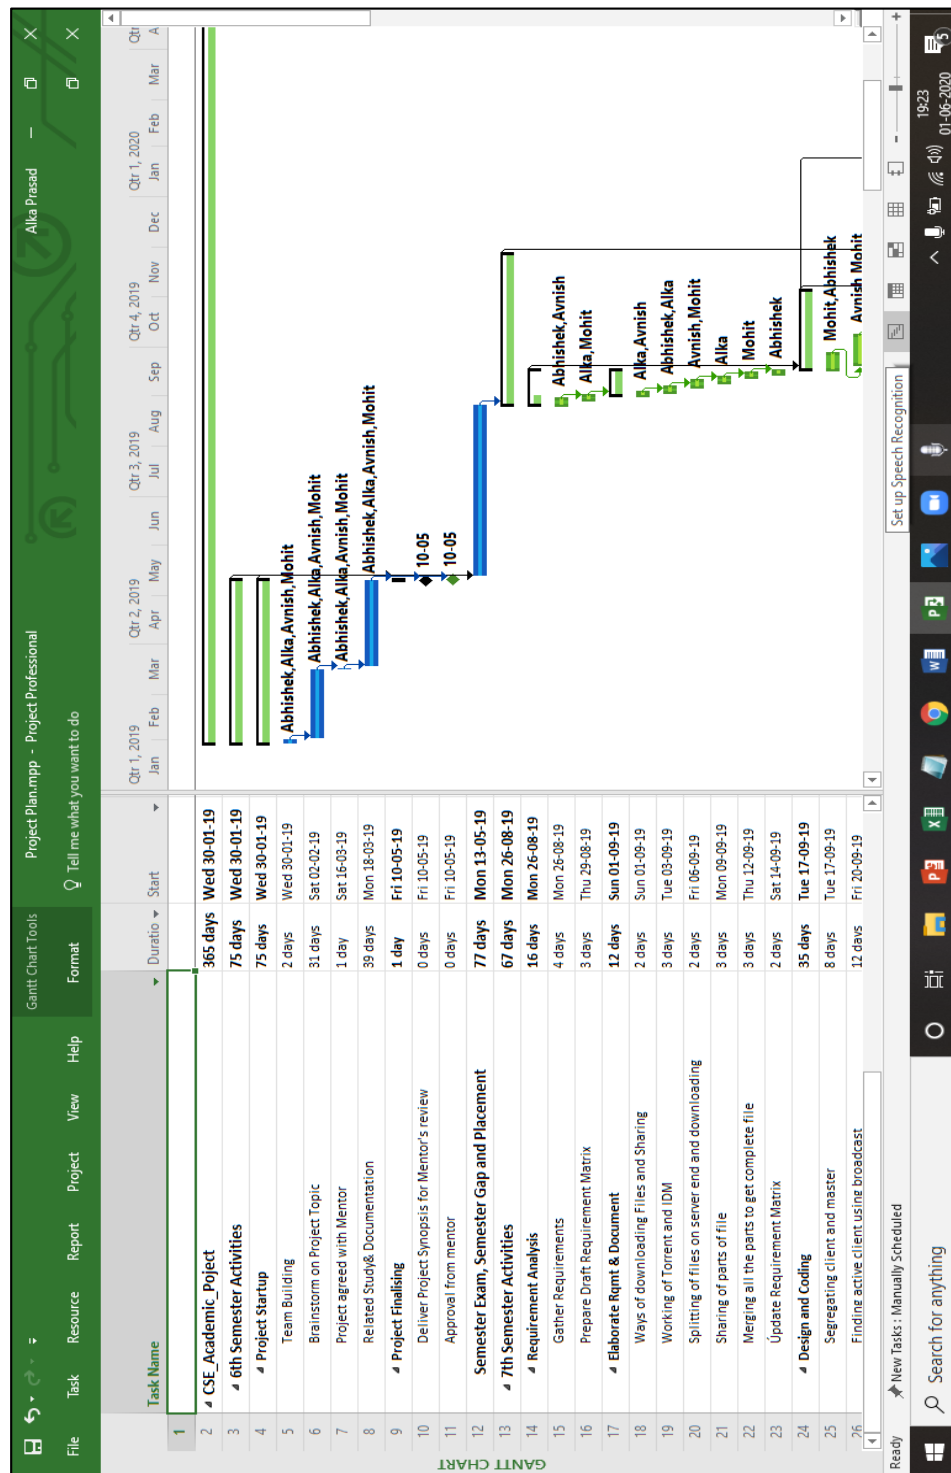 Gantt Chart Tools
Project Plan.mpp - Project Professional
Alka Prasad
File Task Resource Report Project View Help Format Tell me what you want to do
Task Name Duratio Start
Qtr 1, 2019 Qtr 2, 2019 Qtr 3, 2019 Qtr 4, 2019 Qtr 1, 2020 Qtr
Jan Feb Mar Apr May Jun Jul Aug Sep Oct Nov Dec Jan Feb Mar A
1
2 CSE_Academic_Poject 365 days Wed 30-01-19
3 6th Semester Activities 75 days Wed 30-01-19
4 Project Startup 75 days Wed 30-01-19
5 Team Building 2 days Wed 30-01-19 Abhishek,Alka,Avnish,Mohit
6 Brainstorm on Project Topic 31 days Sat 02-02-19 Abhishek,Alka,Avnish,Mohit
7 Project agreed with Mentor 1 day Sat 16-03-19 Abhishek,Alka,Avnish,Mohit
8 Related Study& Documentation 39 days Mon 18-03-19 Abhishek,Alka,Avnish,Mohit
9 Project Finalising 1 day Fri 10-05-19
10 Deliver Project Synopsis for Mentor's review 0 days Fri 10-05-19 10-05
11 Approval from mentor 0 days Fri 10-05-19 10-05
12 Semester Exam, Semester Gap and Placement 77 days Mon 13-05-19
13 7th Semester Activities 67 days Mon 26-08-19
14 Requirement Analysis 16 days Mon 26-08-19
15 Gather Requirements 4 days Mon 26-08-19 Abhishek,Avnish
16 Prepare Draft Requirement Matrix 3 days Thu 29-08-19 Alka,Mohit
17 Elaborate Rqmt & Document 12 days Sun 01-09-19
18 Ways of downloading Files and Sharing 2 days Sun 01-09-19 Alka,Avnish
19 Working of Torrent and IDM 3 days Tue 03-09-19 Abhishek,Alka
20 Splitting of files on server end and downloading 2 days Fri 06-09-19 Avnish,Mohit
21 Sharing of parts of file 3 days Mon 09-09-19 Alka
22 Merging all the parts to get complete file 3 days Thu 12-09-19 Mohit
23 Update Requirement Matrix 2 days Sat 14-09-19 Abhishek
24 Design and Coding 35 days Tue 17-09-19
25 Segregating client and master 8 days Tue 17-09-19 Mohit,Abhishek
26 Finding active client using broadcast 12 days Fri 20-09-19 Avnish,Mohit
GANTT CHART
Ready New Tasks : Manually Scheduled
Set up Speech Recognition
Search for anything
19:23
01-06-2020
5